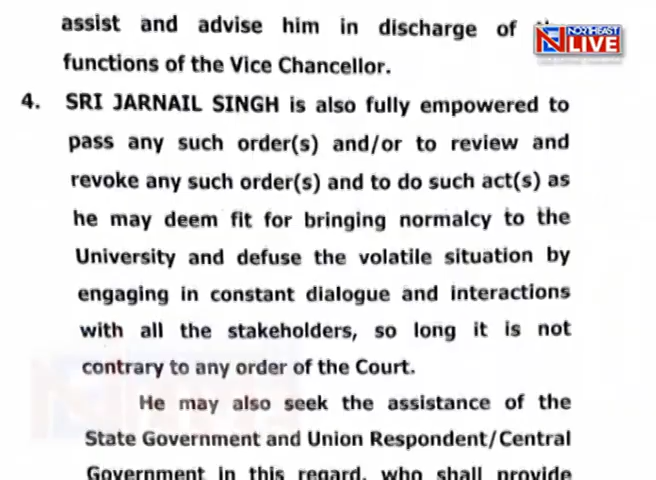 assist and advise him in discharge of
NORTHEAST
LIVE
functions of the Vice Chancellor.
4. SRI JARNAIL SINGH is also fully empowered to
pass any such order(s) and/or to review and
revoke any such order(s) and to do such act(s) as
he may deem fit for bringing normalcy to the
University and defuse the volatile situation by
engaging in constant dialogue and interactions
with all the stakeholders, so long it is not
contrary to any order of the Court.
He may also seek the assistance of the
State Government and Union Respondent/Central
Government in this regard, who shall provide